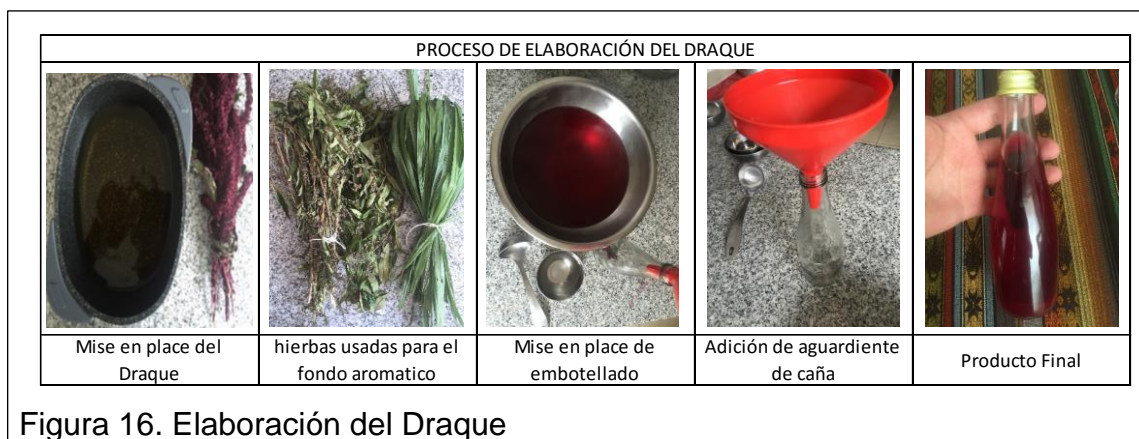 PROCESO DE ELABORACIÓN DEL DRAQUE
Mise en place del
Draque
hierbas usadas para el
fondo aromatico
Mise en place de
embotellado
Adición de aguardiente
de caña
Producto Final
Figura 16. Elaboración del Draque